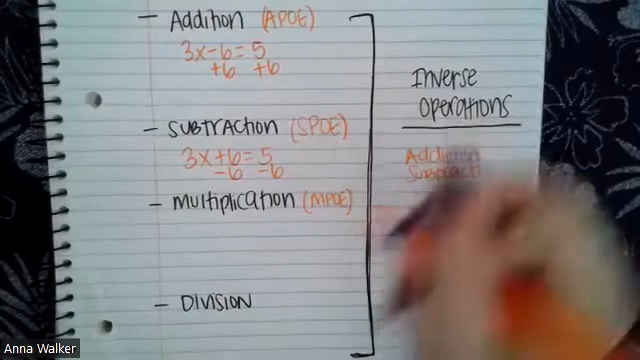 - Addition (APOE)
3x - 6 = 5
+6 +6
- Subtraction (SPOE)
3x + 6 = 5
-6 -6
- Multiplication (MPOE)
- Division
Inverse
Operations
Addition
Anna Walker